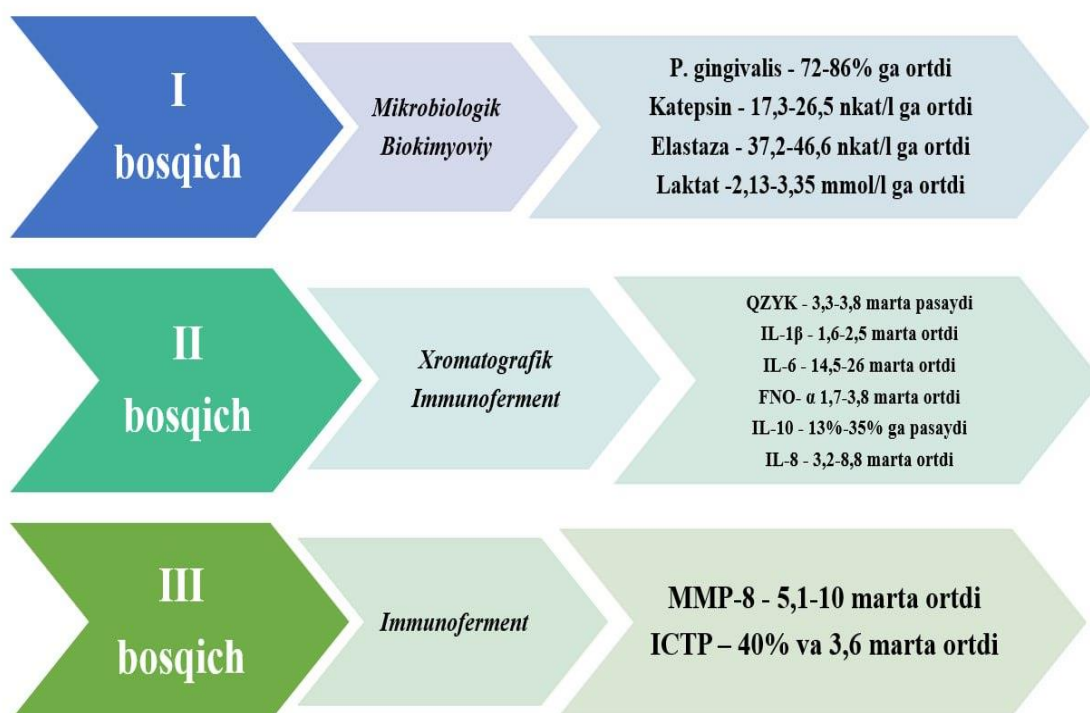 I
bosqich
Mikrobiologik
Biokimyoviy
P. gingivalis - 72-86% ga ortdi
Katepsin - 17,3-26,5 nkat/l ga ortdi
Elastaza - 37,2-46,6 nkat/l ga ortdi
Laktat -2,13-3,35 mmol/l ga ortdi
II
bosqich
Xromatografik
Immunoferment
QZYK - 3,3-3,8 marta pasaydi
IL-1β - 1,6-2,5 marta ortdi
IL-6 - 14,5-26 marta ortdi
FNO- α 1,7-3,8 marta ortdi
IL-10 - 13%-35% ga pasaydi
IL-8 - 3,2-8,8 marta ortdi
III
bosqich
Immunoferment
MMP-8 - 5,1-10 marta ortdi
ICTP – 40% va 3,6 marta ortdi